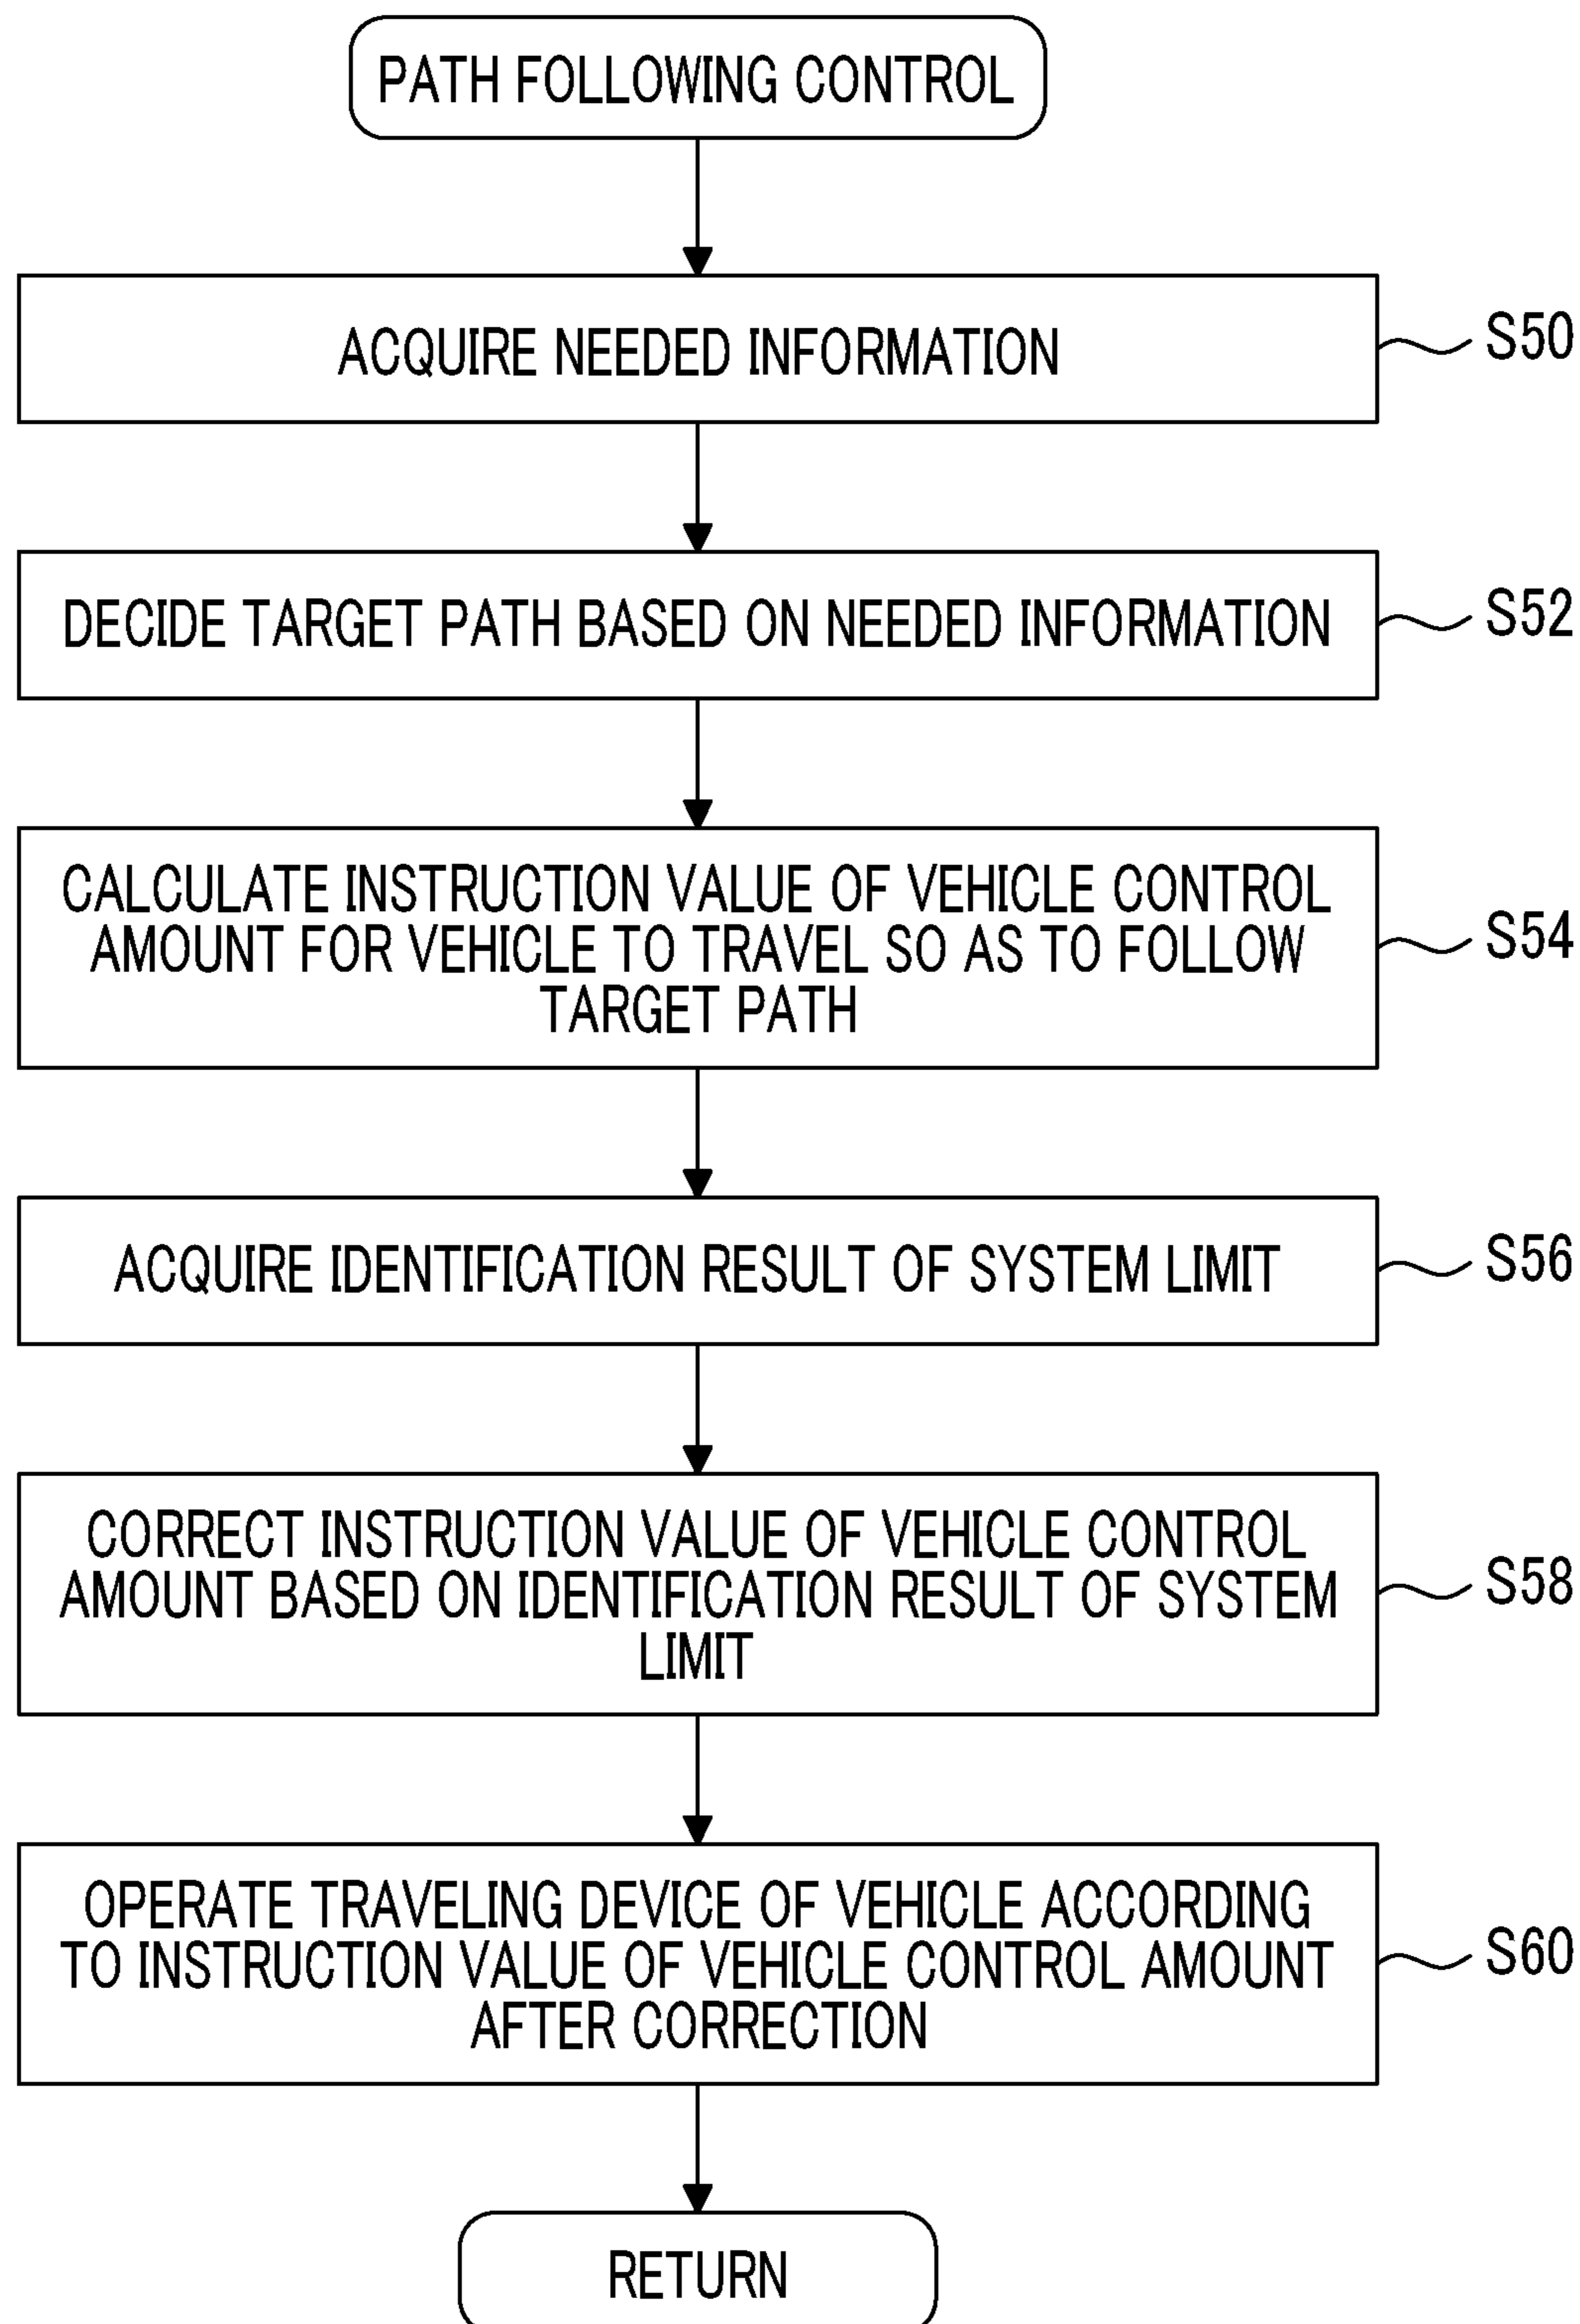 PATH FOLLOWING CONTROL
ACQUIRE NEEDED INFORMATION
S50
DECIDE TARGET PATH BASED ON NEEDED INFORMATION
S52
CALCULATE INSTRUCTION VALUE OF VEHICLE CONTROL
AMOUNT FOR VEHICLE TO TRAVEL SO AS TO FOLLOW
TARGET PATH
S54
ACQUIRE IDENTIFICATION RESULT OF SYSTEM LIMIT
S56
CORRECT INSTRUCTION VALUE OF VEHICLE CONTROL
AMOUNT BASED ON IDENTIFICATION RESULT OF SYSTEM
LIMIT
S58
OPERATE TRAVELING DEVICE OF VEHICLE ACCORDING
TO INSTRUCTION VALUE OF VEHICLE CONTROL AMOUNT
AFTER CORRECTION
S60
RETURN